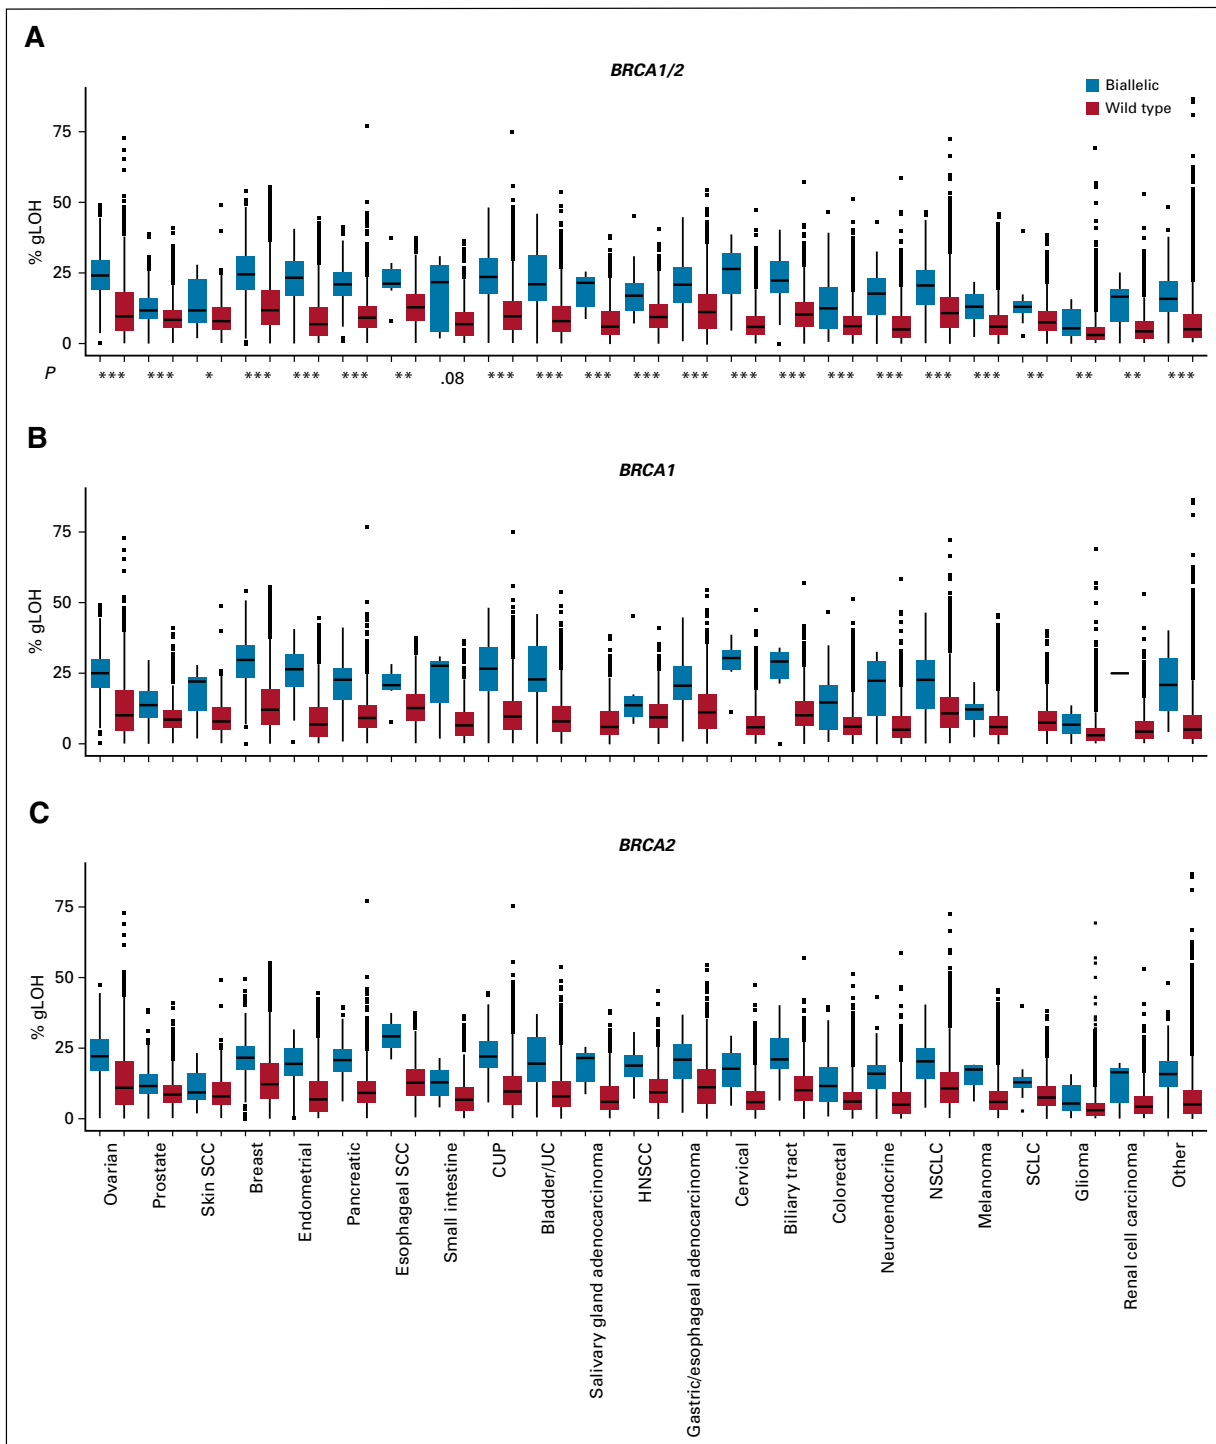 A
BRCA1/2
Biallelic
Wild type
% gLOH
75
50
25
0
P
*** *** * *** *** *** ** .08 *** *** *** *** *** *** *** *** *** *** *** ** ** ** ***
B
BRCA1
% gLOH
75
50
25
0
C
BRCA2
% gLOH
75
50
25
0
Ovarian
Prostate
Skin SCC
Breast
Endometrial
Pancreatic
Esophageal SCC
Small intestine
CUP
Bladder/UC
Salivary gland adenocarcinoma
HNSCC
Gastric/esophageal adenocarcinoma
Cervical
Biliary tract
Colorectal
Neuroendocrine
NSCLC
Melanoma
SCLC
Glioma
Renal cell carcinoma
Other